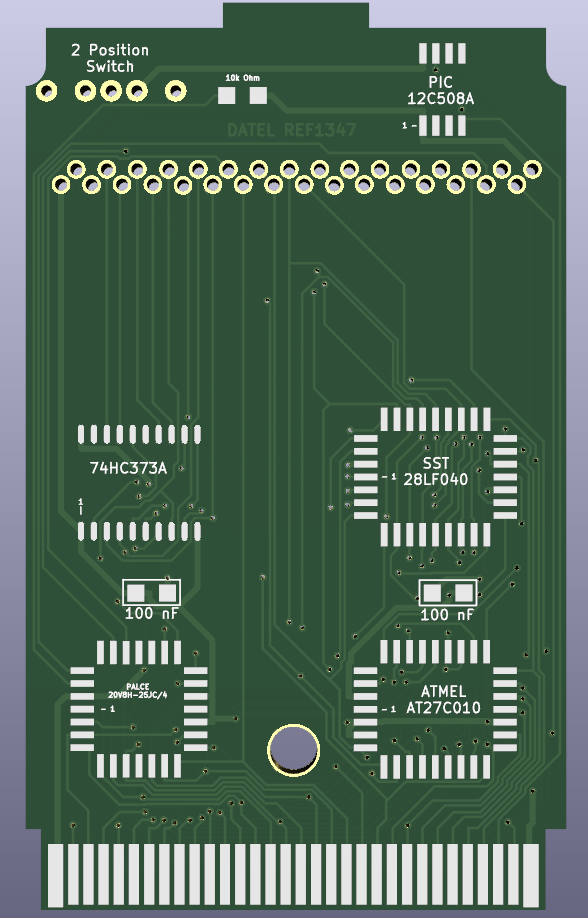 2 Position
Switch
10k Ohm
PIC
12C508A
1 -
DATEL REF1347
74HC373A
1
SST
- 1 28LF040
100 nF
100 nF
PALCE
20V8H-25JC/4
- 1
ATMEL
- 1 AT27C010